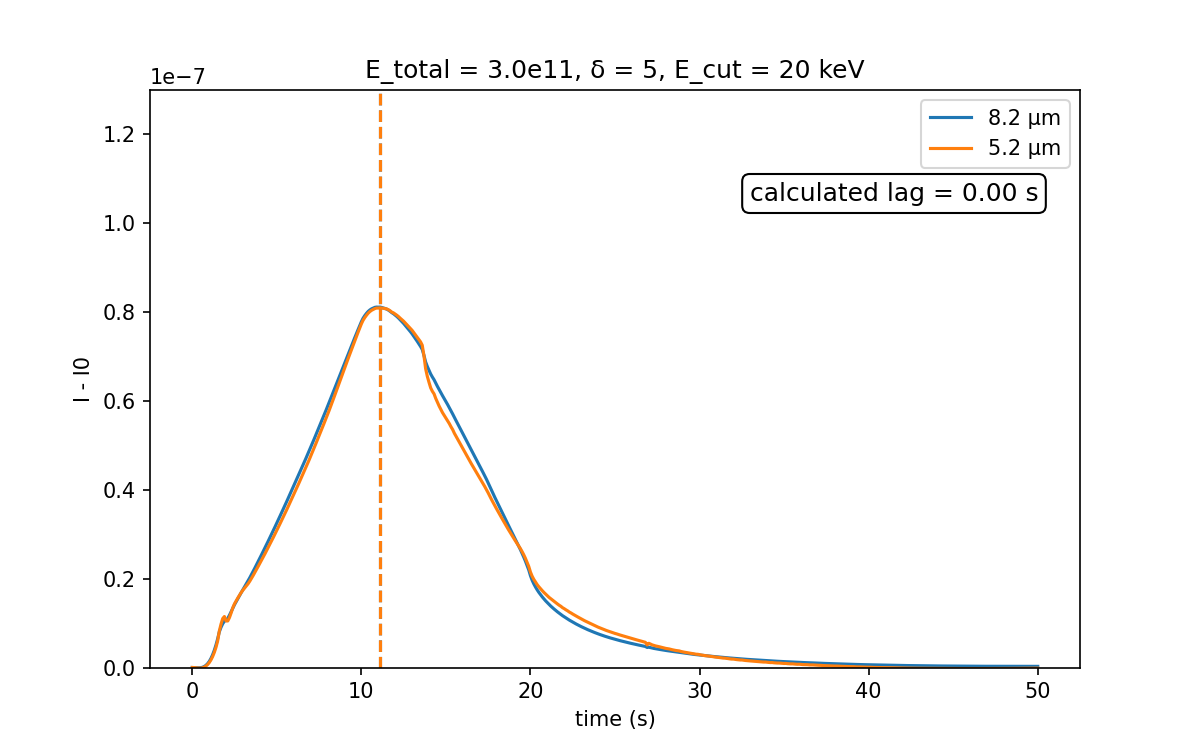 E_total = 3.0e11, δ = 5, E_cut = 20 keV
1e−7
8.2 μm
5.2 μm
calculated lag = 0.00 s
1.2
1.0
0.8
0.6
0.4
0.2
0.0
I - I0
0 10 20 30 40 50
time (s)